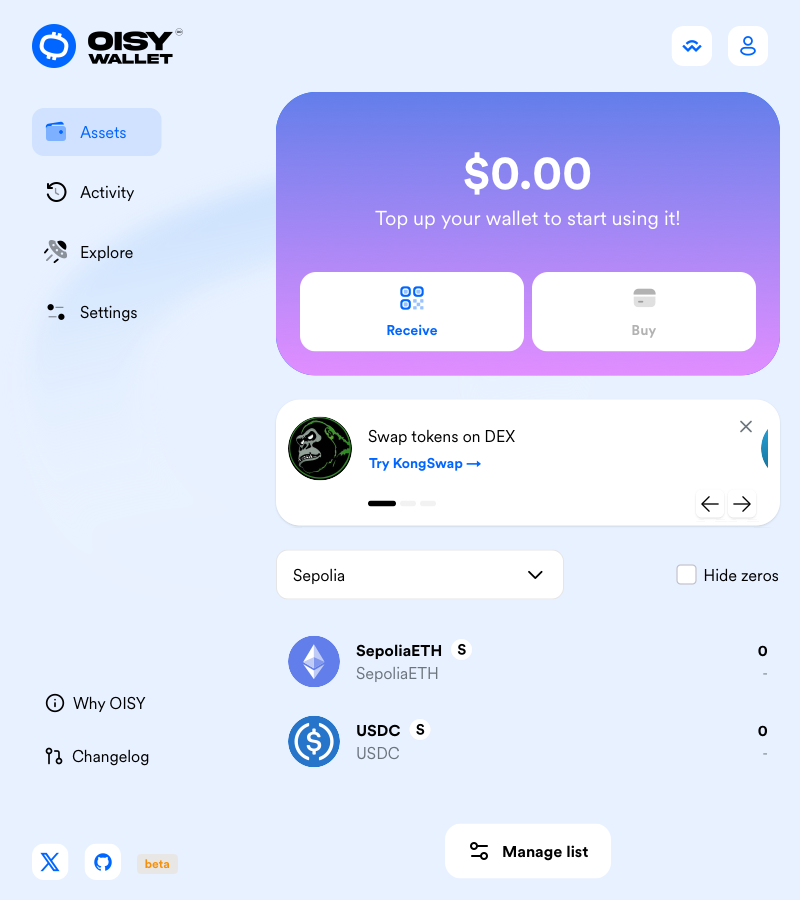 OISY
WALLET
Assets
Activity
Explore
Settings
$0.00
Top up your wallet to start using it!
Receive
Buy
Swap tokens on DEX
Try KongSwap →
Sepolia
Hide zeros
SepoliaETH S 0
SepoliaETH -
USDC S 0
USDC -
Why OISY
Changelog
beta
Manage list